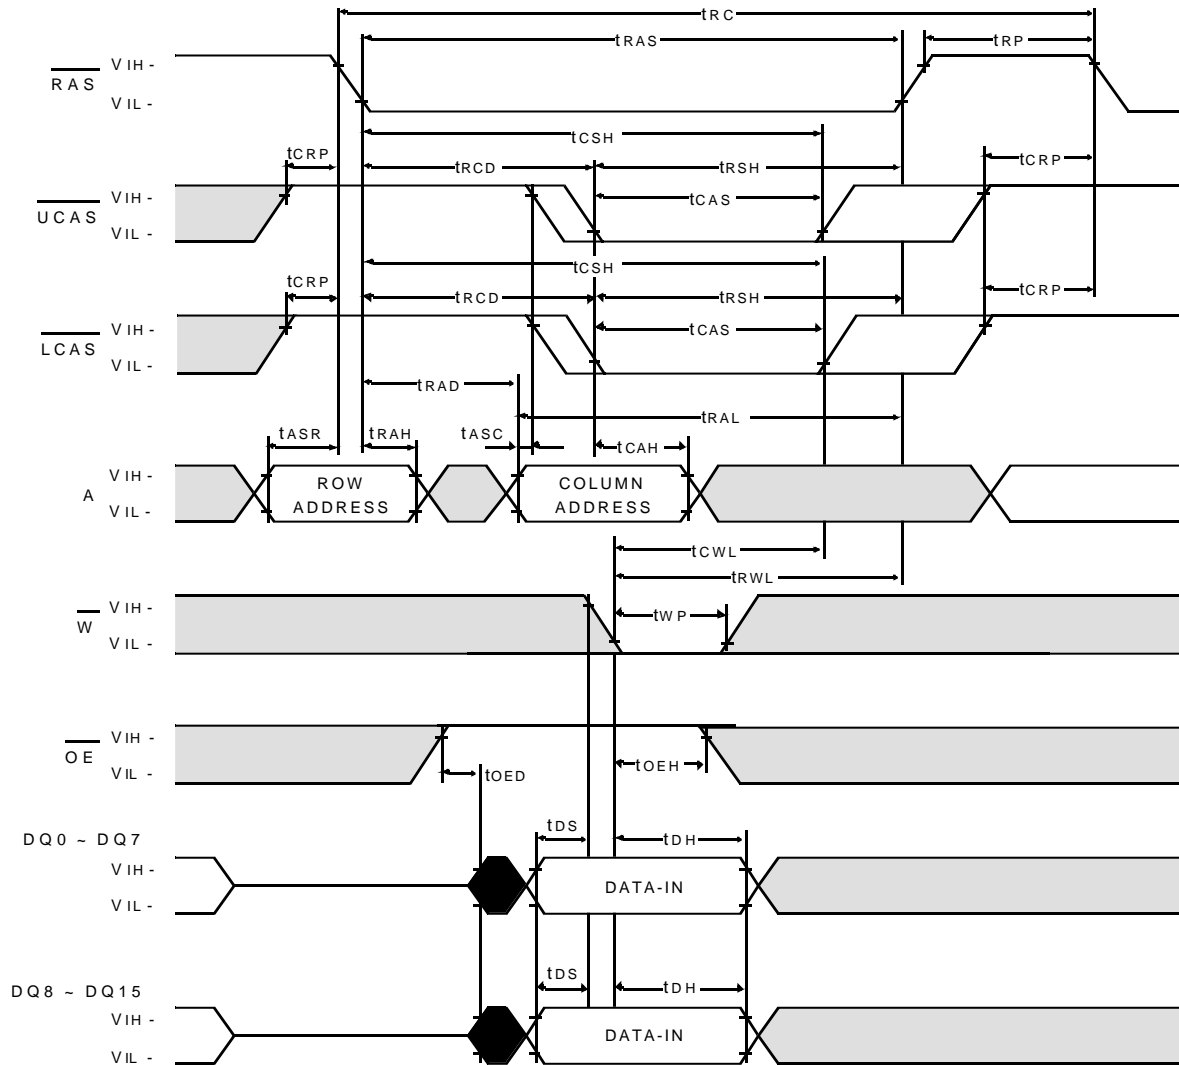 tRC
tRAS
tRP
RAS
VIH -
VIL -
tCSH
tCRP
tRCD
tRSH
tCRP
UCAS
VIH -
VIL -
tCAS
tCSH
tCRP
tRCD
tRSH
tCRP
LCAS
VIH -
VIL -
tCAS
tRAD
tRAL
tASR
tRAH
tASC
tCAH
A
VIH -
VIL -
ROW
ADDRESS
COLUMN
ADDRESS
tCWL
tRWL
W
VIH -
VIL -
tWP
OE
VIH -
VIL -
tOED
tOEH
DQ0 ~ DQ7
VIH -
VIL -
tDS
tDH
DATA-IN
DQ8 ~ DQ15
VIH -
VIL -
tDS
tDH
DATA-IN